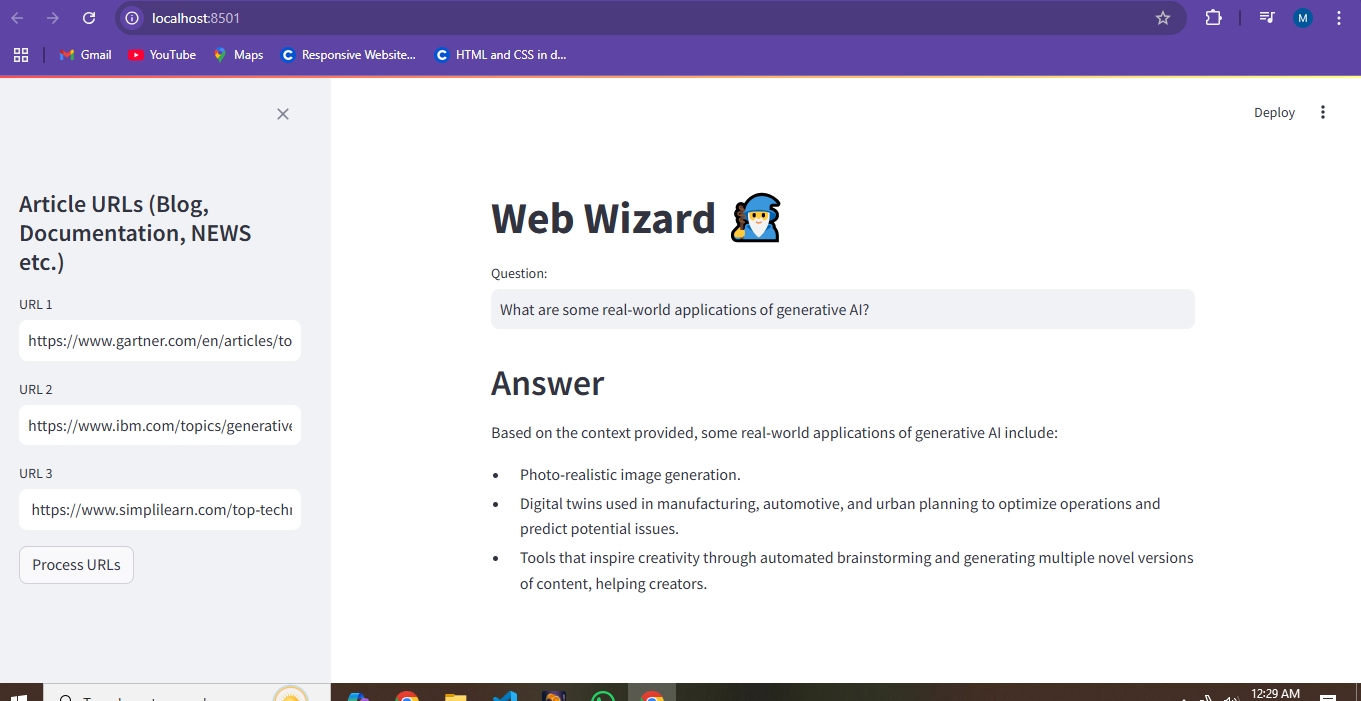 localhost:8501
M
Gmail
YouTube
Maps
Responsive Website...
HTML and CSS in d...
Deploy
Article URLs (Blog,
Documentation, NEWS
etc.)
URL 1
https://www.gartner.com/en/articles/to
URL 2
https://www.ibm.com/topics/generative
URL 3
https://www.simplilearn.com/top-techn
Process URLs
Web Wizard
Question:
What are some real-world applications of generative AI?
Answer
Based on the context provided, some real-world applications of generative AI include:
• Photo-realistic image generation.
• Digital twins used in manufacturing, automotive, and urban planning to optimize operations and
predict potential issues.
• Tools that inspire creativity through automated brainstorming and generating multiple novel versions
of content, helping creators.
12:29 AM